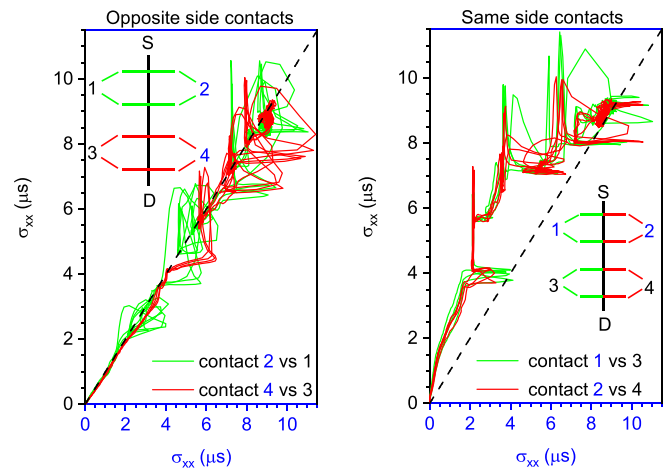 Opposite side contacts
Same side contacts
σxx (μs)
10
8
6
4
2
0
0 2 4 6 8 10
σxx (μs)
S
1 2
3 4
D
contact 2 vs 1
contact 4 vs 3
σxx (μs)
10
8
6
4
2
0
0 2 4 6 8 10
σxx (μs)
S
1 2
3 4
D
contact 1 vs 3
contact 2 vs 4